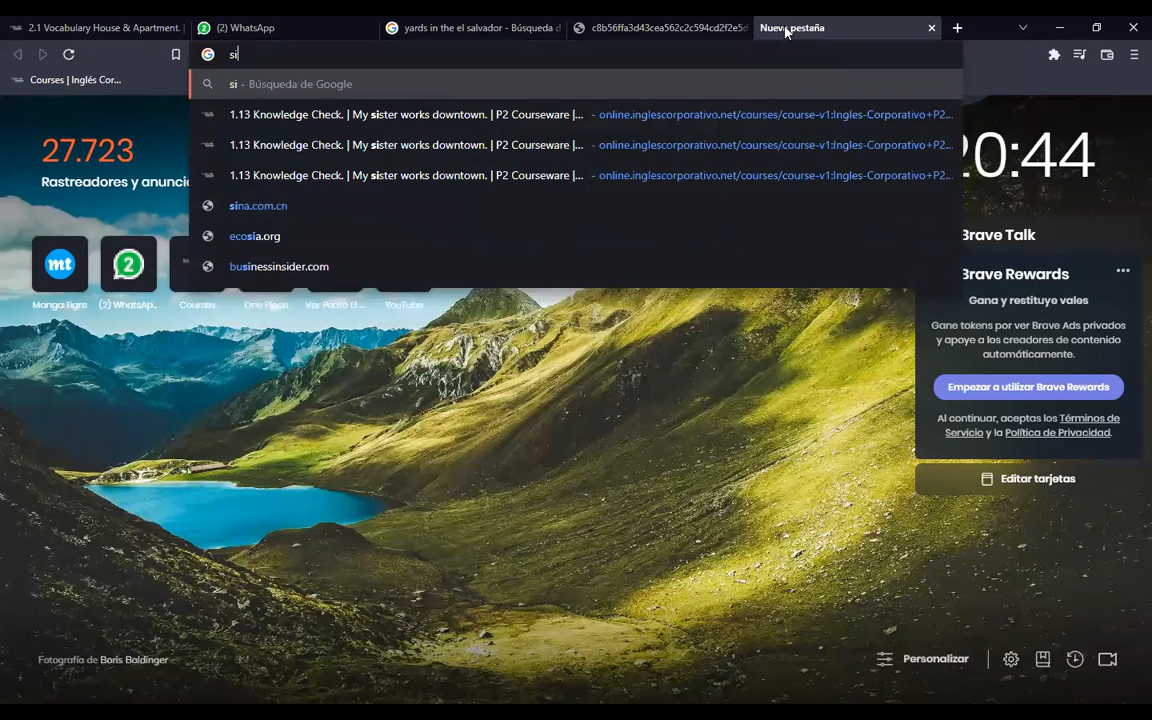 2.1 Vocabulary House & Apartment. |
(2) WhatsApp
yards in the el salvador - Búsqueda d
c8b56ffa3d43cea562c2c594cd2f2e5d
Nueva pestaña
si
Courses | Inglés Cor...
si - Búsqueda de Google
1.13 Knowledge Check. | My sister works downtown. | P2 Courseware |... - online.inglescorporativo.net/courses/course-v1:Ingles-Corporativo+P2...
1.13 Knowledge Check. | My sister works downtown. | P2 Courseware |... - online.inglescorporativo.net/courses/course-v1:Ingles-Corporativo+P2...
1.13 Knowledge Check. | My sister works downtown. | P2 Courseware |... - online.inglescorporativo.net/courses/course-v1:Ingles-Corporativo+P2...
sina.com.cn
ecosia.org
businessinsider.com
27.723
Rastreadores y anuncio
20:44
mt
2
Manga Tigre
(2) WhatsAp...
Courses
One Piece
YouTube
Brave Talk
Brave Rewards
Gana y restituye vales
Gane tokens por ver Brave Ads privados
y apoye a los creadores de contenido
automáticamente.
Empezar a utilizar Brave Rewards
Al continuar, aceptas los Términos de
Servicio y la Política de Privacidad.
Editar tarjetas
Fotografía de Boris Baldinger
Personalizar